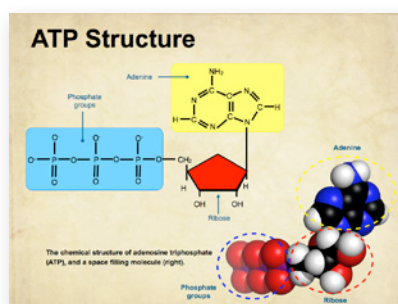 ATP Structure
Adenine
NH₂
Phosphate
groups
N
C
C
N
C
H
H
C
N
C
N
O⁻
O⁻
O⁻
O⁻
P
O
P
O
P
O
CH₂
O
O
O
H
H
OH
OH
Ribose
Adenine
The chemical structure of adenosine triphosphate
(ATP), and a space filling molecule (right).
Phosphate
groups
Ribose